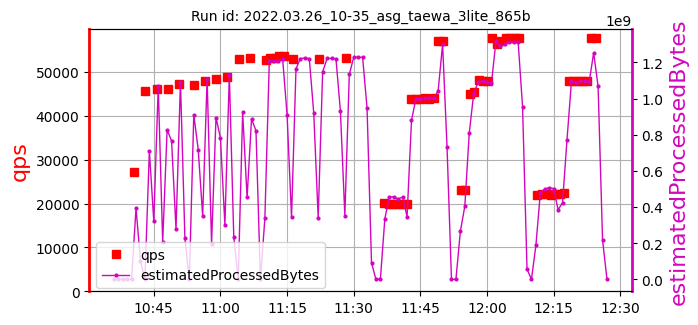 Run id: 2022.03.26_10-35_asg_taewa_3lite_865b
1e9
50000
40000
30000
20000
10000
0
qps
1.2
1.0
0.8
0.6
0.4
0.2
0.0
estimatedProcessedBytes
qps
estimatedProcessedBytes
10:45 11:00 11:15 11:30 11:45 12:00 12:15 12:30